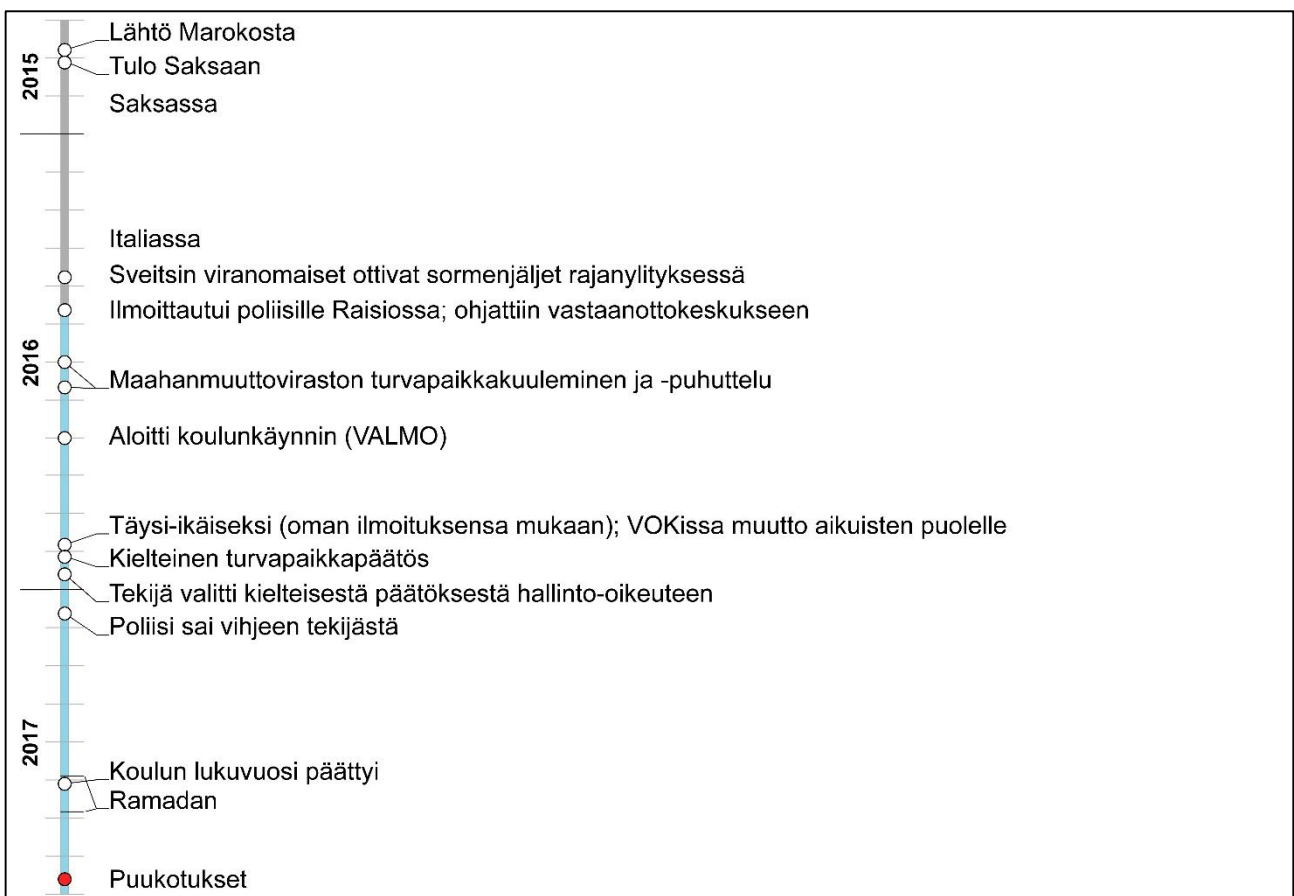 2015
Lähtö Marokosta
Tulo Saksaan
Saksassa
2016
Italiassa
Sveitsin viranomaiset ottivat sormenjäljet rajanylityksessä
Ilmoittautui poliisille Raisiossa; ohjattiin vastaanottokeskukseen
Maahanmuuttoviraston turvapaikkakuuleminen ja -puhuttelu
Aloitti koulunkäynnin (VALMO)
Täysi-ikäiseksi (oman ilmoituksensa mukaan); VOKissa muutto aikuisten puolelle
Kielteinen turvapaikkapäätös
Tekijä valitti kielteisestä päätöksestä hallinto-oikeuteen
2017
Poliisi sai vihjeen tekijästä
Koulun lukuvuosi päättyi
Ramadan
Puukotukset